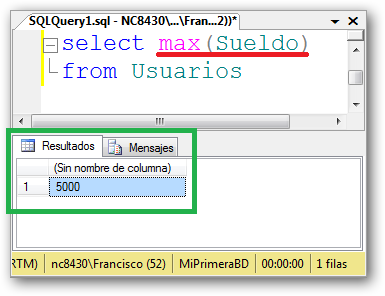 SQLQuery1.sql - NC8430\...\Fran...2))*
select max(Sueldo)
from Usuarios
Resultados Mensajes
(Sin nombre de columna)
1 5000
RTM) nc8430\Francisco (52) MiPrimeraBD 00:00:00 1 filas